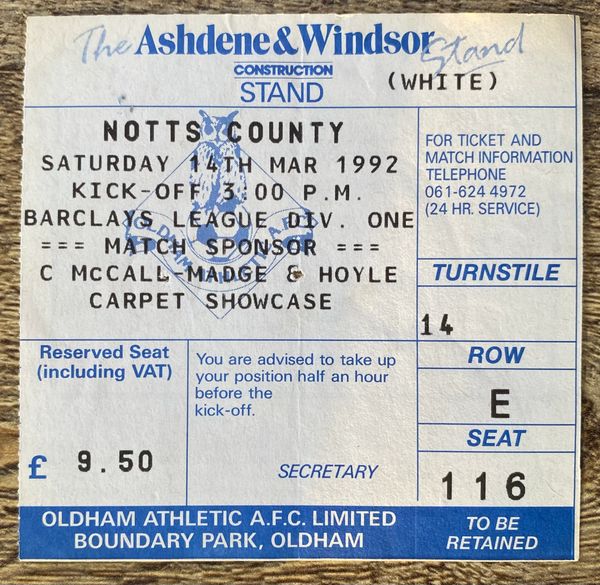 The Ashdene & Windsor Stand
CONSTRUCTION
STAND
(WHITE)
NOTTS COUNTY
SATURDAY 14TH MAR 1992
KICK-OFF 3.00 P.M.
BARCLAYS LEAGUE DIV. ONE
=== MATCH SPONSOR ===
C McCALL-MADGE & HOYLE
CARPET SHOWCASE
FOR TICKET AND
MATCH INFORMATION
TELEPHONE
061-624 4972
(24 HR. SERVICE)
TURNSTILE
14
Reserved Seat
(including VAT)
£ 9.50
You are advised to take up
your position half an hour
before the
kick-off.
SECRETARY
ROW
E
SEAT
116
OLDHAM ATHLETIC A.F.C. LIMITED
BOUNDARY PARK, OLDHAM
TO BE
RETAINED